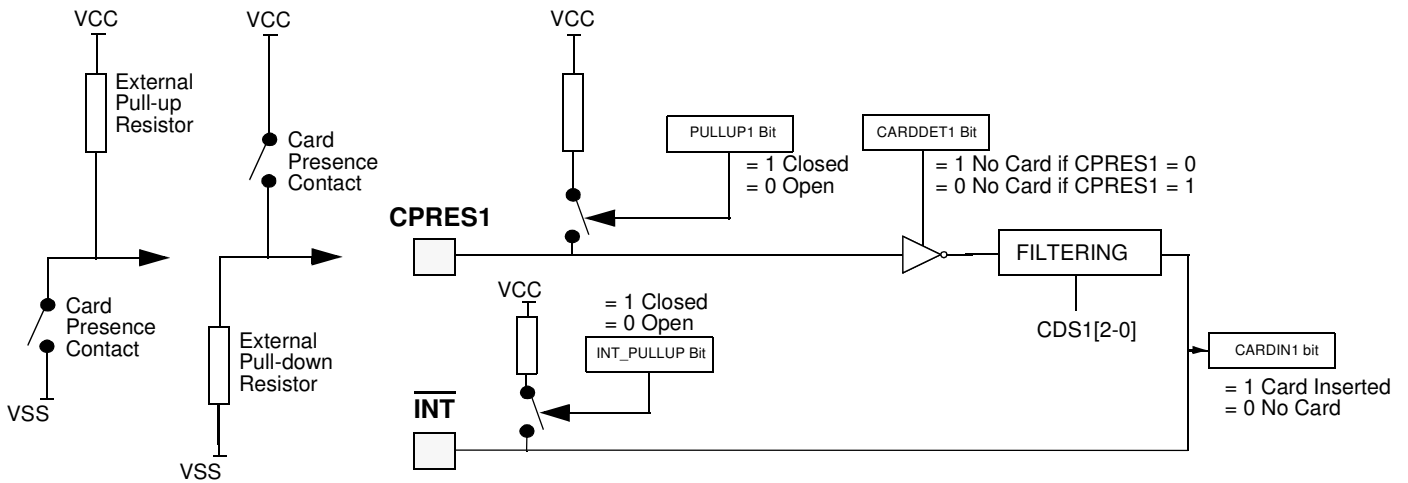 VCC
External
Pull-up
Resistor
Card
Presence
Contact
VSS
VCC
Card
Presence
Contact
External
Pull-down
Resistor
VSS
VCC
PULLUP1 Bit
= 1 Closed
= 0 Open
CARDDET1 Bit
= 1 No Card if CPRES1 = 0
= 0 No Card if CPRES1 = 1
CPRES1
FILTERING
CDS1[2-0]
VCC
= 1 Closed
= 0 Open
INT_PULLUP Bit
INT
CARDIN1 bit
= 1 Card Inserted
= 0 No Card